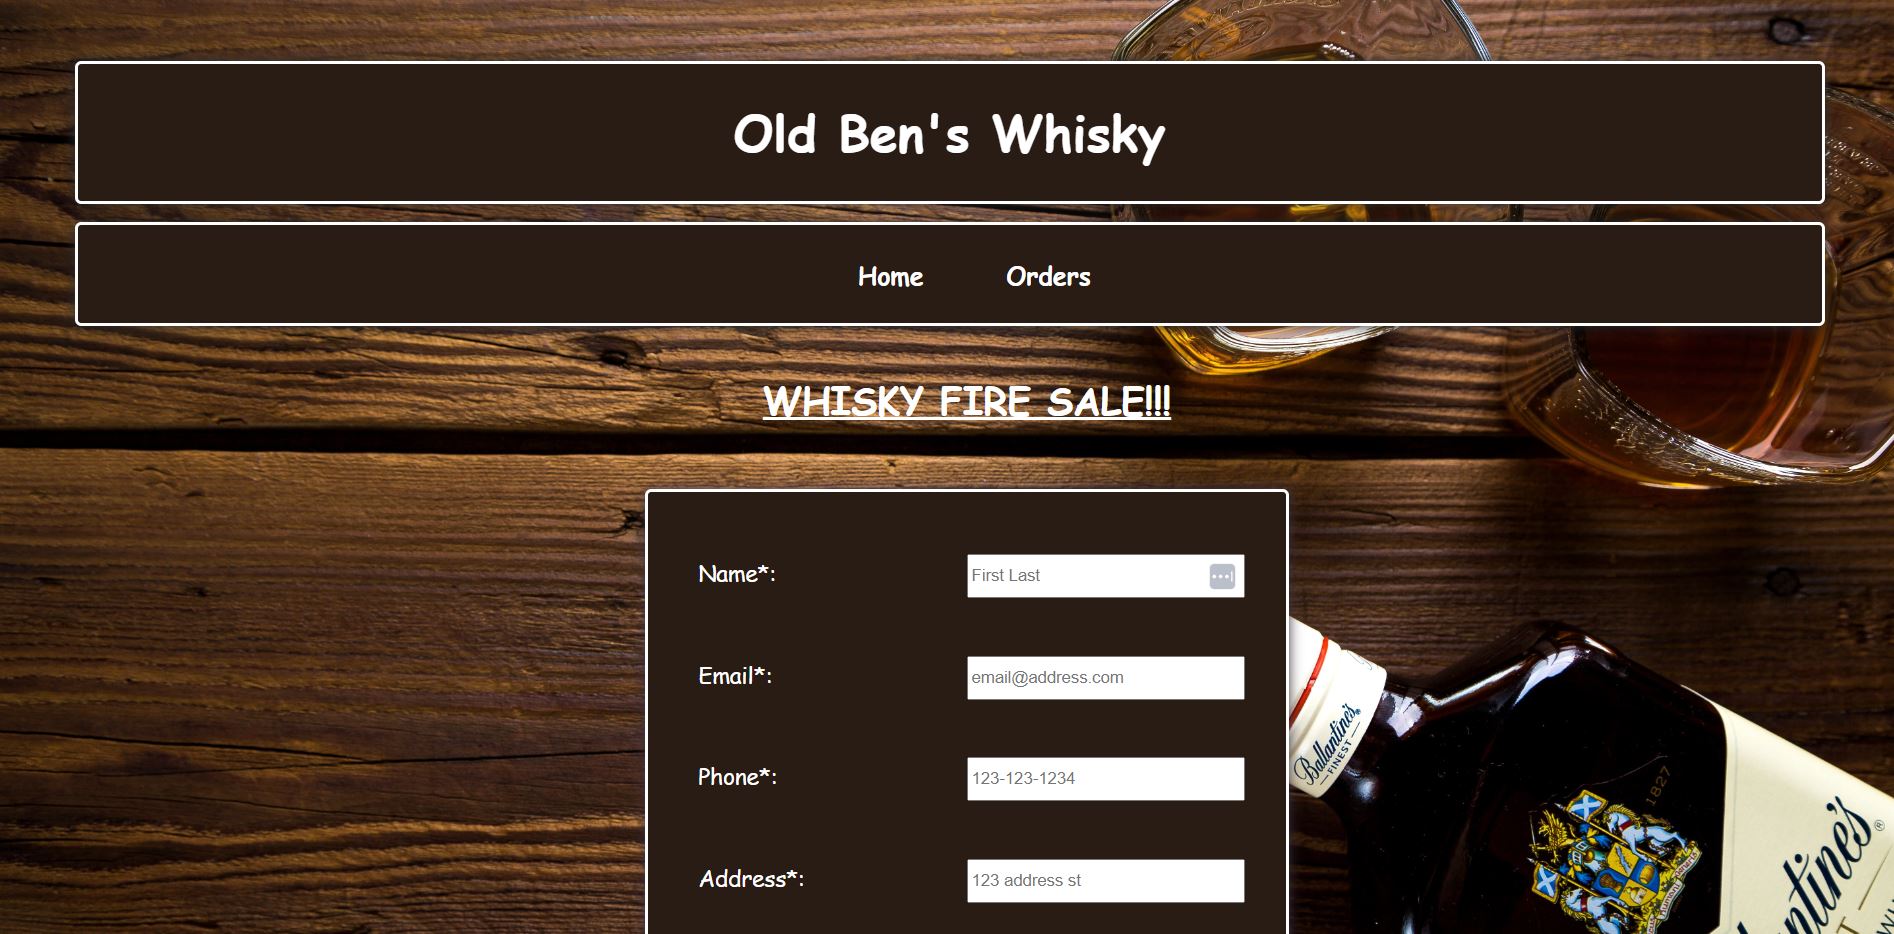 Old Ben's Whisky
Home Orders
WHISKY FIRE SALE!!!
Name*: First Last
Email*: email@address.com
Phone*: 123-123-1234
Address*: 123 address st
Ballantine's
FINEST
1827